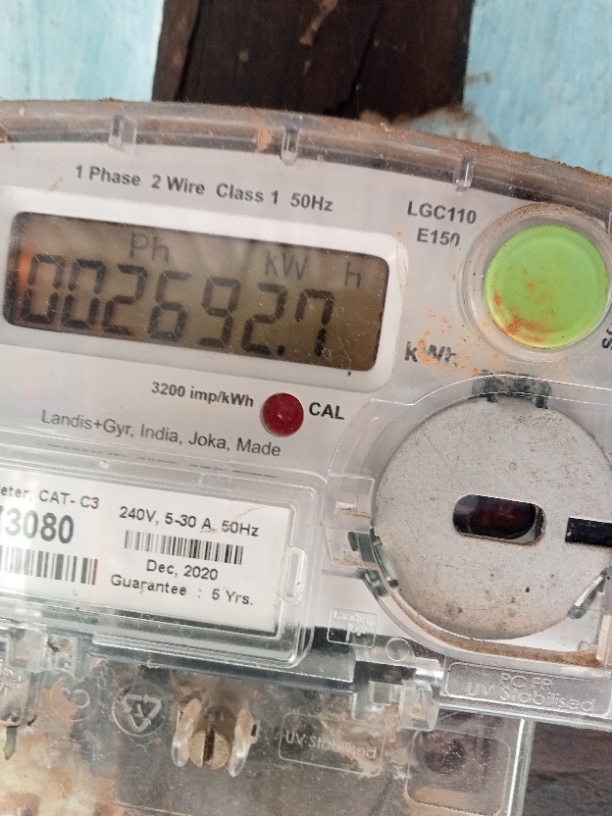 1 Phase 2 Wire Class 1 50Hz
LGC110
E150
Ph kW h
002692.7
kWh
3200 imp/kWh CAL
Landis+Gyr, India, Joka, Made
CAT- C3
3080
240V, 5-30 A, 50Hz
Dec, 2020
Guarantee : 5 Yrs.
UV Stabilised
UV Stabilised